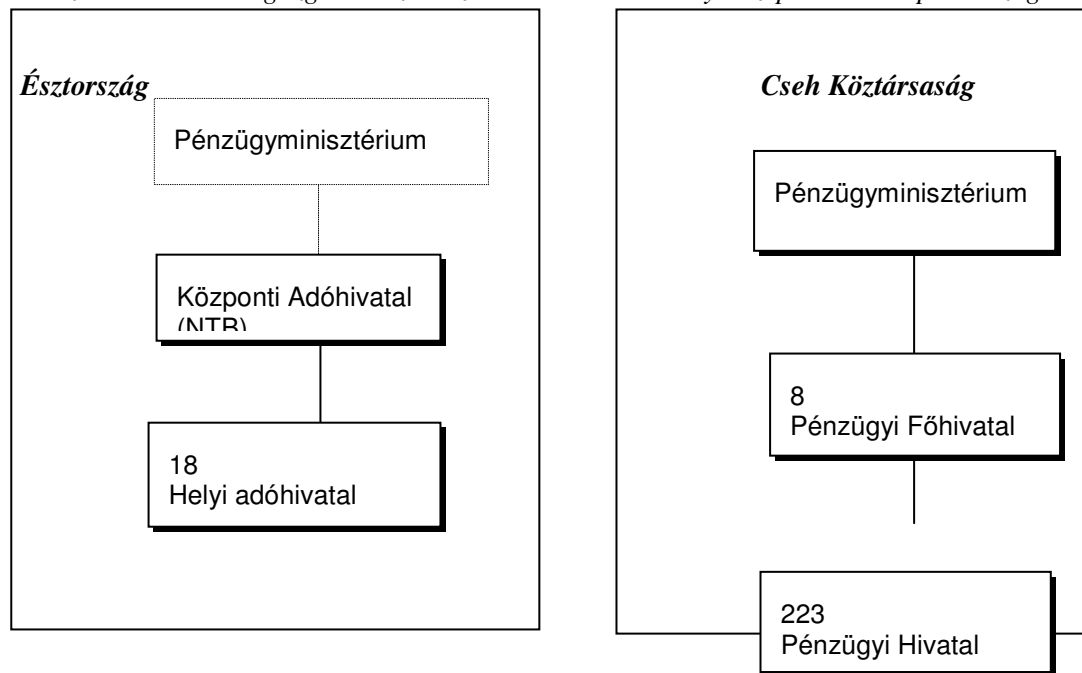 Észtország
Pénzügyminisztérium
Központi Adóhivatal
(NTB)
18
Helyi adóhivatal
Cseh Köztársaság
Pénzügyminisztérium
8
Pénzügyi Főhivatal
223
Pénzügyi Hivatal